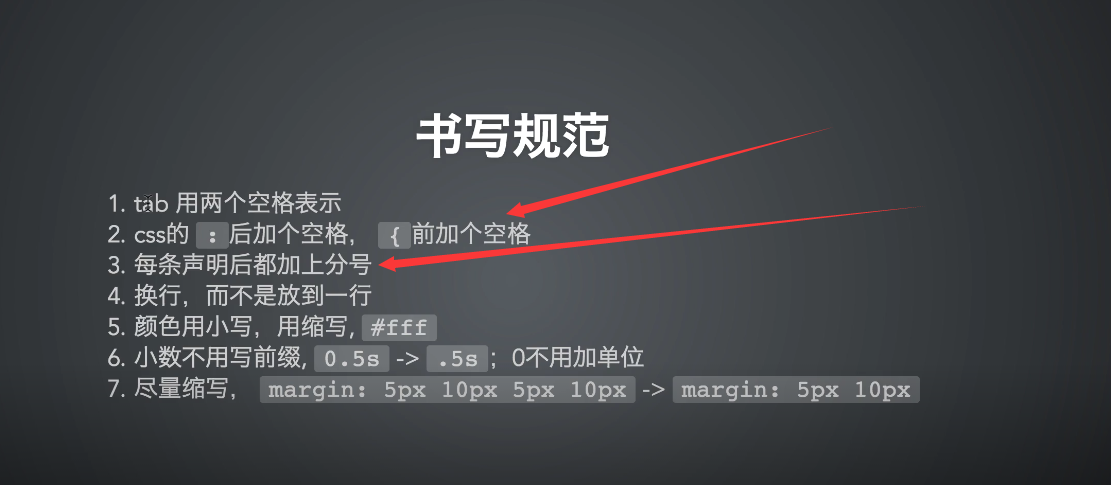 书写规范
1. tab 用两个空格表示
2. css的 : 后加个空格， { 前加个空格
3. 每条声明后都加上分号
4. 换行，而不是放到一行
5. 颜色用小写，用缩写, #fff
6. 小数不用写前缀, 0.5s -> .5s；0不用加单位
7. 尽量缩写， margin: 5px 10px 5px 10px -> margin: 5px 10px